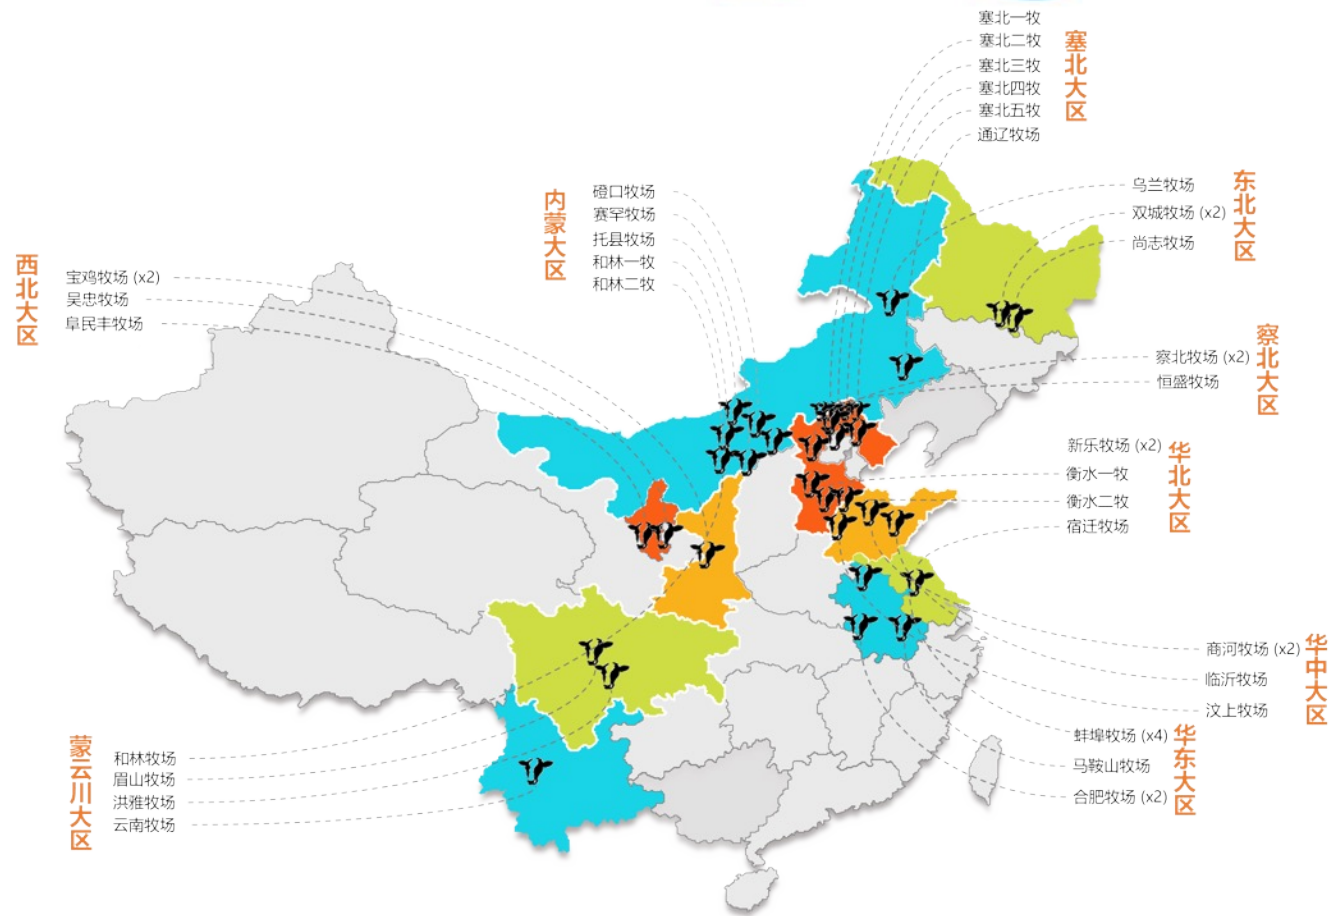 塞北一牧
塞北二牧
塞北三牧
塞北四牧
塞北五牧
通辽牧场
塞北大区
乌兰牧场
双城牧场 (x2)
尚志牧场
东北大区
内蒙大区
磴口牧场
赛罕牧场
托县牧场
和林一牧
和林二牧
西北大区
宝鸡牧场 (x2)
吴忠牧场
阜民丰牧场
察北牧场 (x2)
恒盛牧场
察北大区
新乐牧场 (x2)
衡水一牧
衡水二牧
宿迁牧场
华北大区
商河牧场 (x2)
临沂牧场
汶上牧场
华中大区
蚌埠牧场 (x4)
马鞍山牧场
合肥牧场 (x2)
华东大区
蒙云川大区
和林牧场
眉山牧场
洪雅牧场
云南牧场